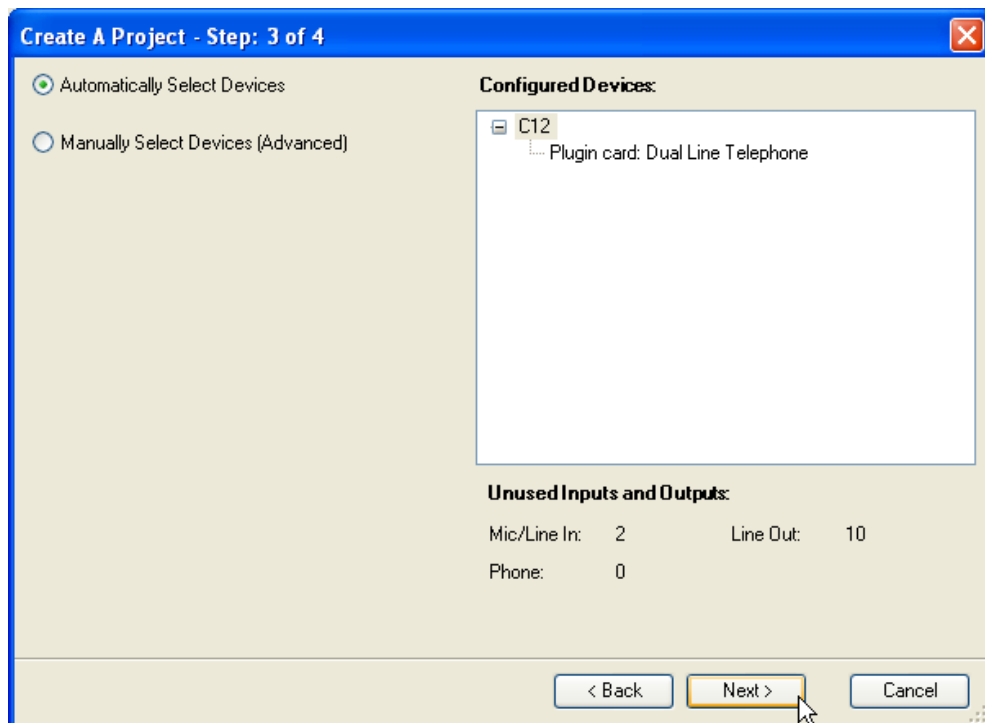 Create A Project - Step: 3 of 4
Automatically Select Devices
Manually Select Devices (Advanced)
Configured Devices:
C12
Plugin card: Dual Line Telephone
Unused Inputs and Outputs:
Mic/Line In: 2 Line Out: 10
Phone: 0
< Back Next > Cancel